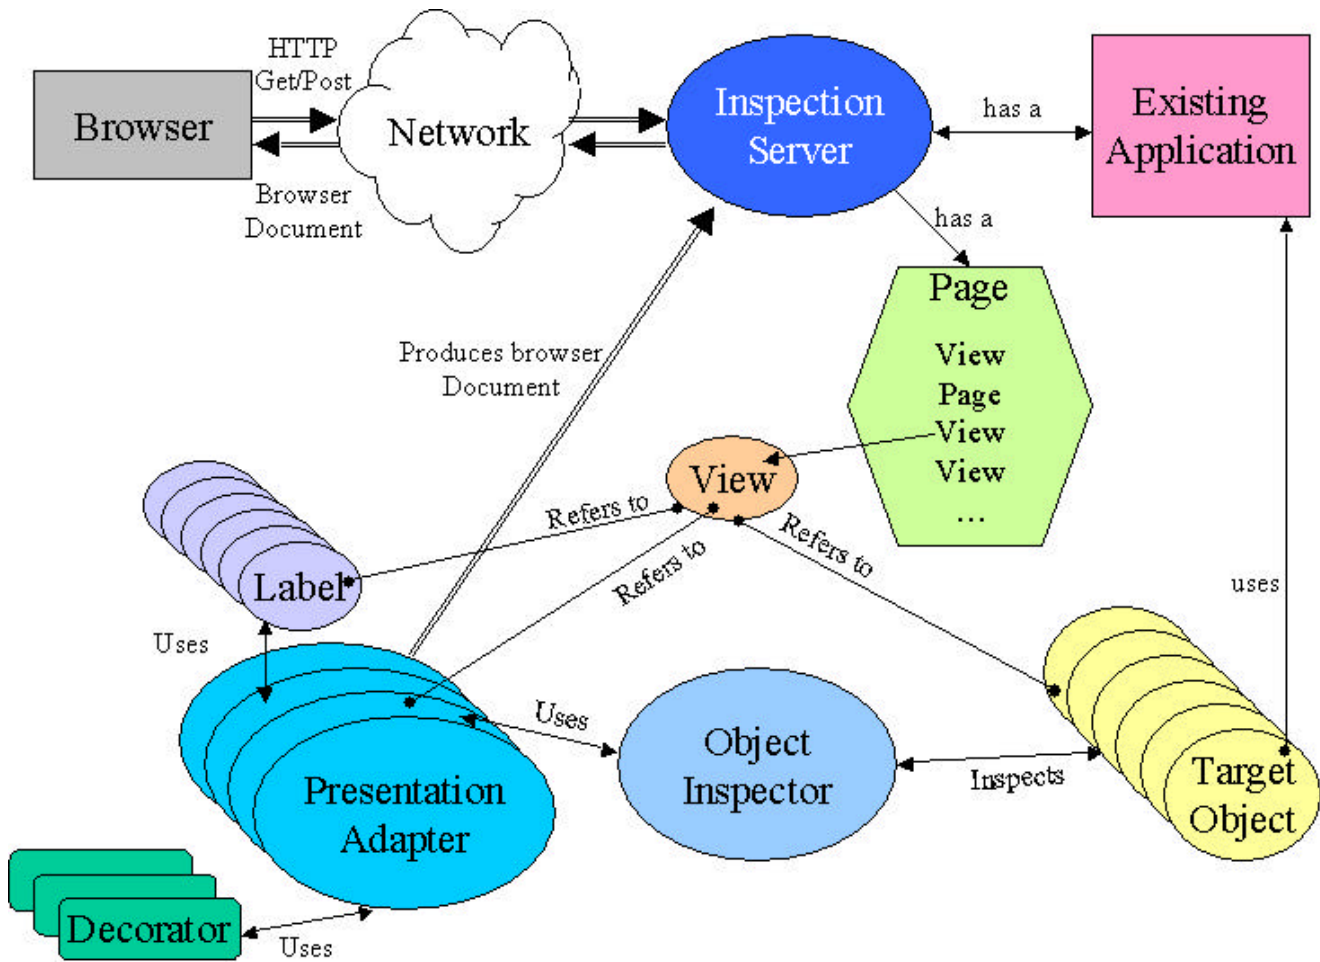 HTTP
Get/Post
Browser
Network
Browser
Document
Inspection
Server
has a
Existing
Application
has a
Page
View
Page
View
View
...
Produces browser
Document
View
Refers to
Refers to
Refers to
Label
Uses
uses
Presentation
Adapter
Uses
Object
Inspector
Inspects
Target
Object
Decorator
Uses